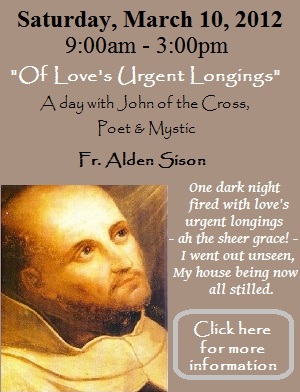 Saturday, March 10, 2012
9:00am - 3:00pm
"Of Love's Urgent Longings"
A day with John of the Cross,
Poet & Mystic
Fr. Alden Sison
One dark night
fired with love's
urgent longings
- ah the sheer grace! -
I went out unseen,
My house being now
all stilled.
Click here
for more
information